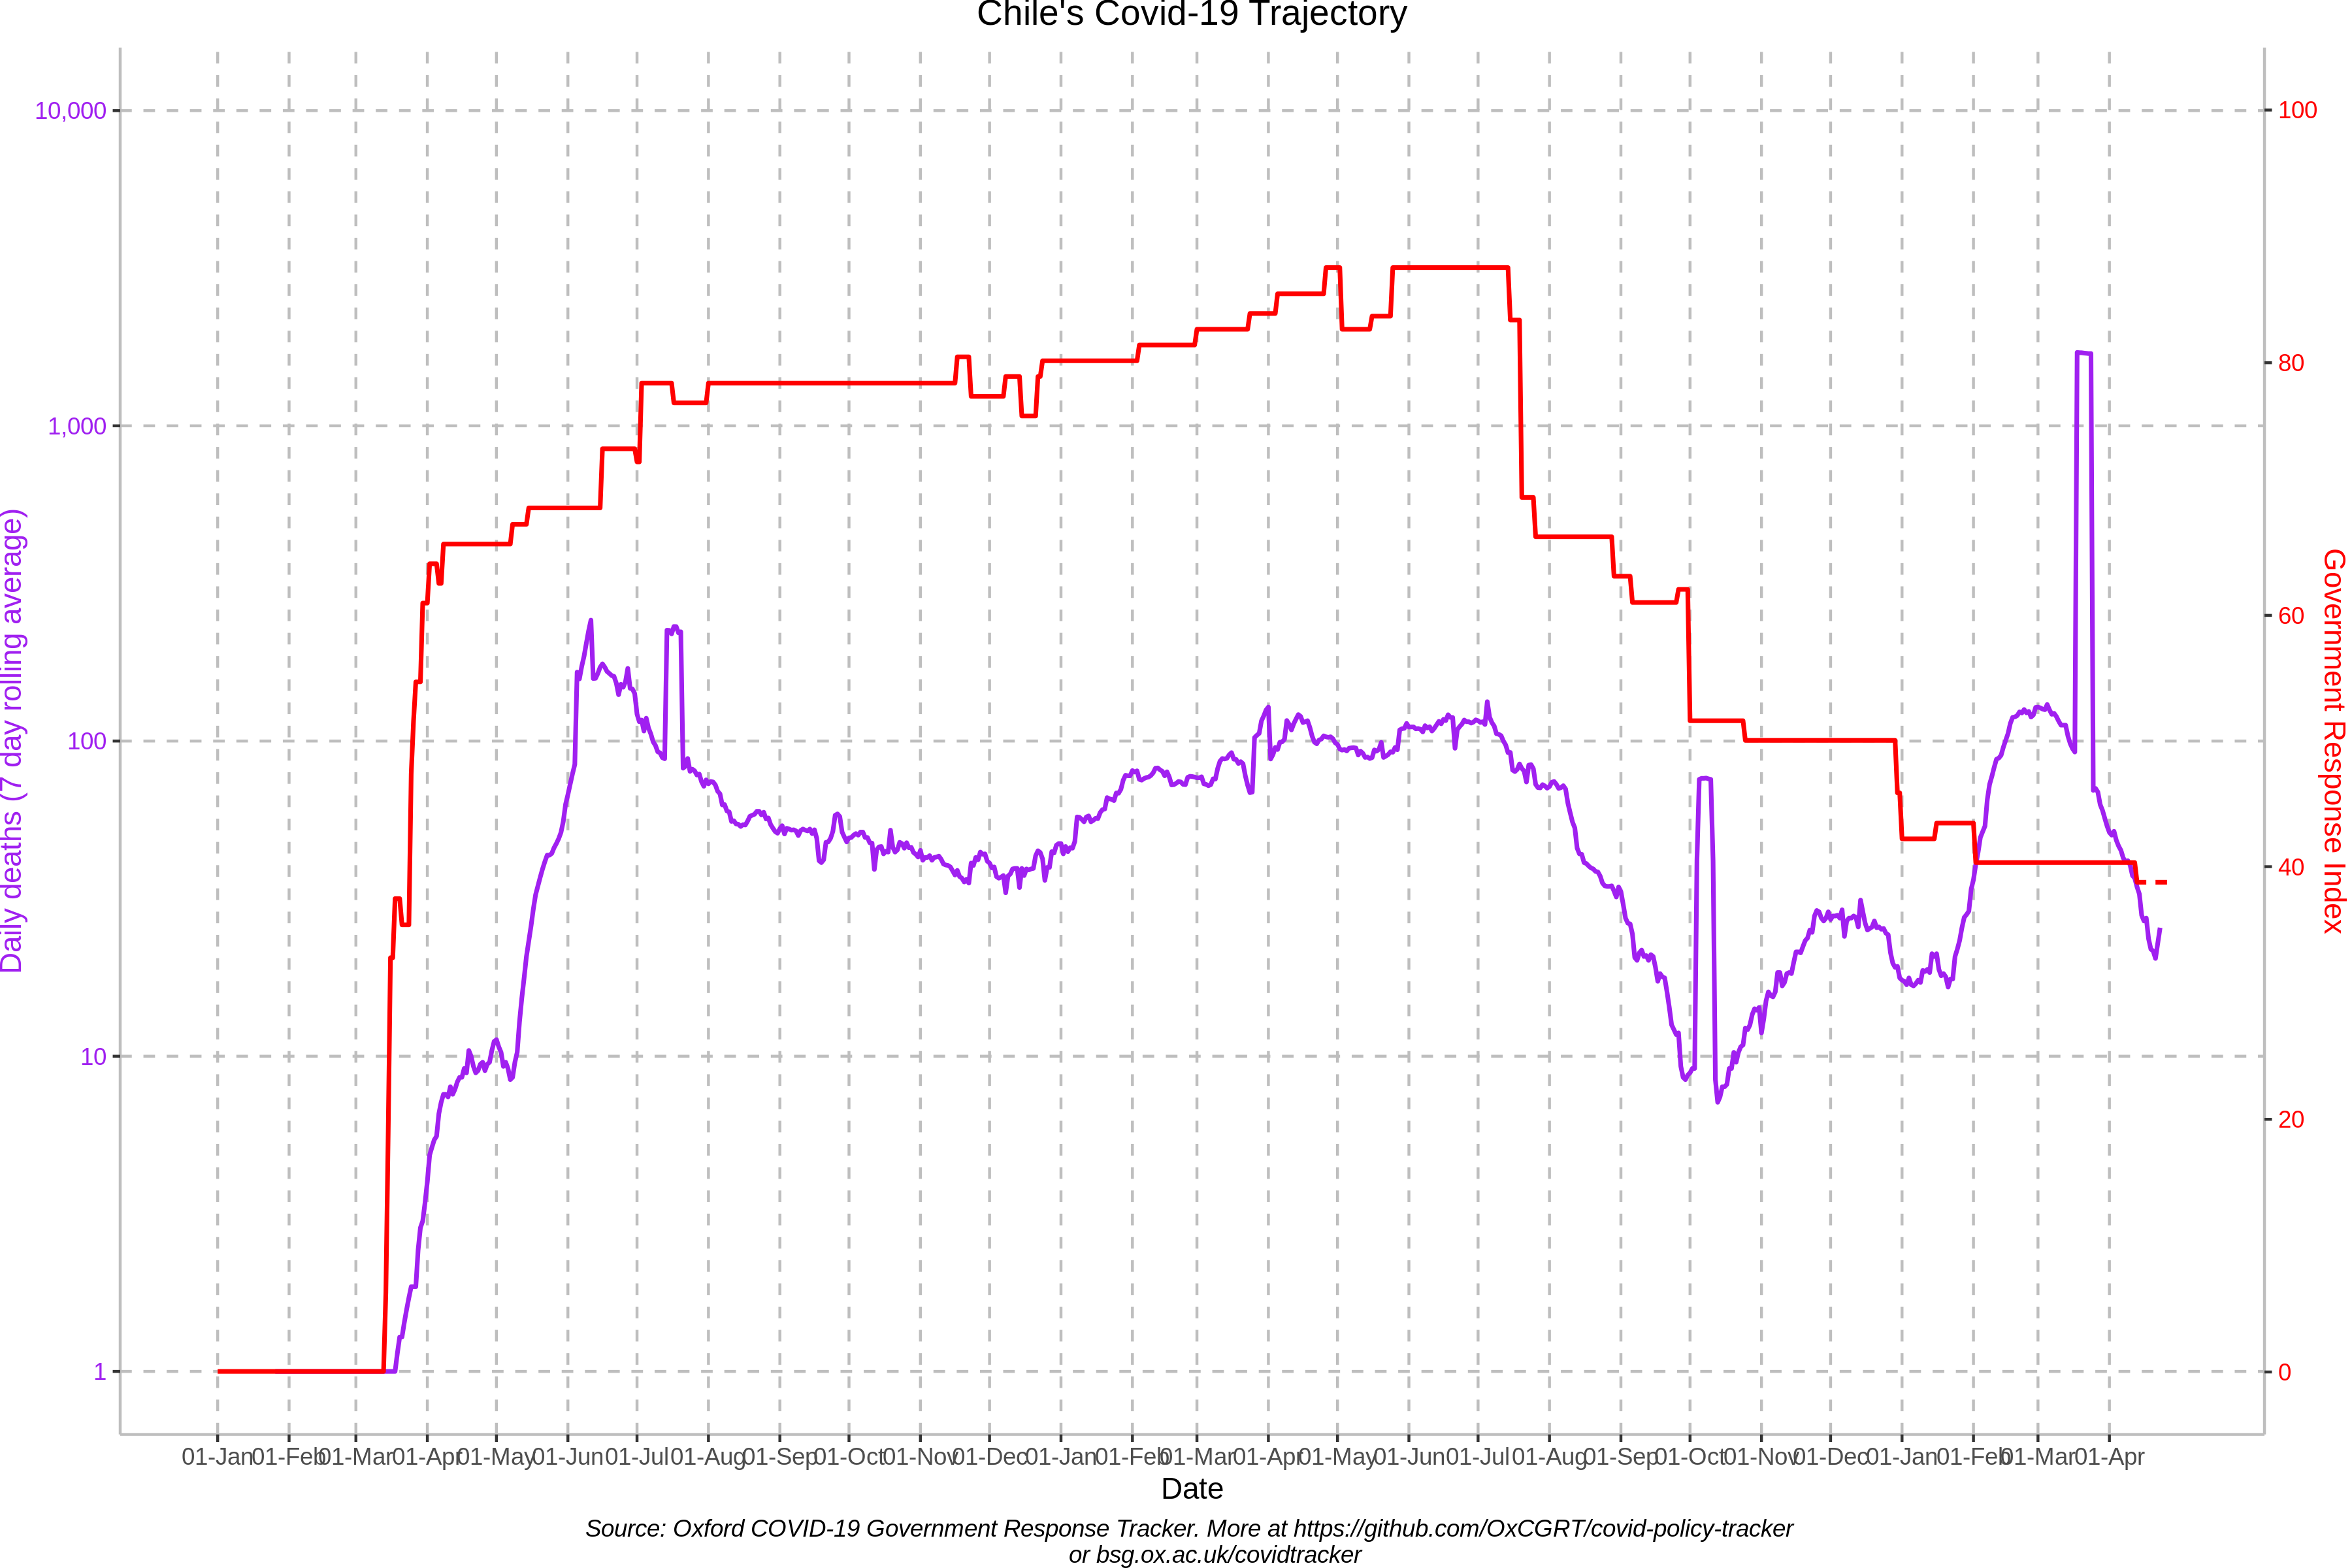 Chile's Covid-19 Trajectory
10,000
1,000
100
10
1
Daily deaths (7 day rolling average)
100
80
60
40
20
0
Government Response Index
01-Jan 01-Feb 01-Mar 01-Apr 01-May 01-Jun 01-Jul 01-Aug 01-Sep 01-Oct 01-Nov 01-Dec 01-Jan 01-Feb 01-Mar 01-Apr 01-May 01-Jun 01-Jul 01-Aug 01-Sep 01-Oct 01-Nov 01-Dec 01-Jan 01-Feb 01-Mar 01-Apr
Date
Source: Oxford COVID-19 Government Response Tracker. More at https://github.com/OxCGRT/covid-policy-tracker
or bsg.ox.ac.uk/covidtracker